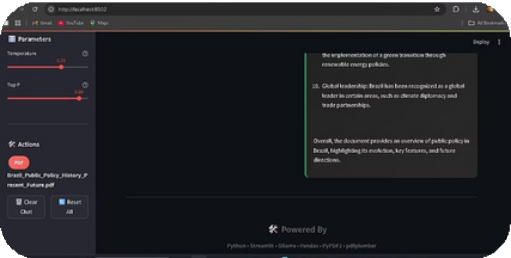 http://localhost:8502
Gmail
YouTube
Maps
All Bookmarks
Parameters
Temperature
Top P
Actions
PDF
Brazil_Public_Policy_History_P
resent_Future.pdf
Clear
Chat
Reset
All
Deploy
the implementation of a green transition through
renewable energy policies.
10. Global leadership: Brazil has been recognized as a global
leader in certain areas, such as climate diplomacy and
trade partnerships.
Overall, the document provides an overview of public policy in
Brazil, highlighting its evolution, key features, and future
directions.
Powered By
Python • Streamlit • Ollama • Pandas • PyPDF2 • pdfplumber